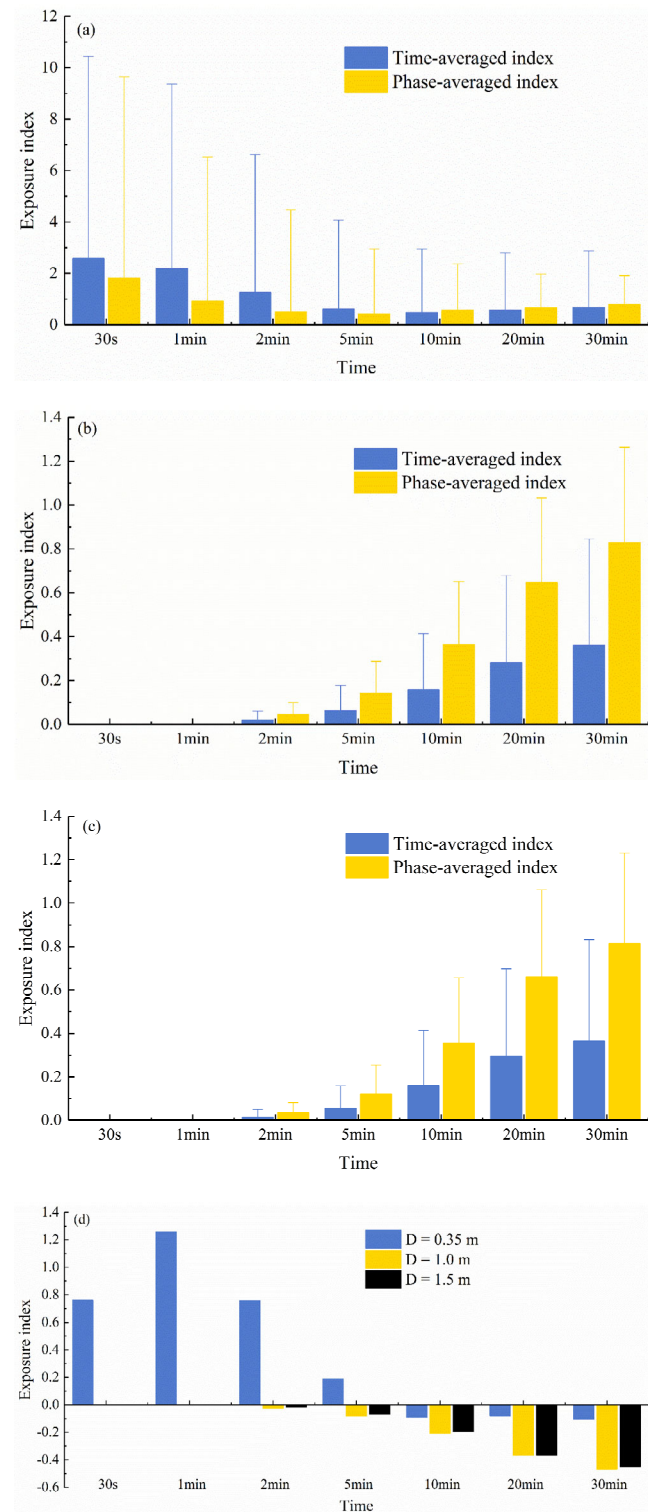 (a)
12
10
8
6
4
2
0
Exposure index
Time-averaged index
Phase-averaged index
30s 1min 2min 5min 10min 20min 30min
Time
(b)
1.4
1.2
1.0
0.8
0.6
0.4
0.2
0.0
Exposure index
Time-averaged index
Phase-averaged index
30s 1min 2min 5min 10min 20min 30min
Time
(c)
1.4
1.2
1.0
0.8
0.6
0.4
0.2
0.0
Exposure index
Time-averaged index
Phase-averaged index
30s 1min 2min 5min 10min 20min 30min
Time
(d)
1.4
1.2
1.0
0.8
0.6
0.4
0.2
0.0
-0.2
-0.4
-0.6
Exposure index
D = 0.35 m
D = 1.0 m
D = 1.5 m
30s 1min 2min 5min 10min 20min 30min
Time